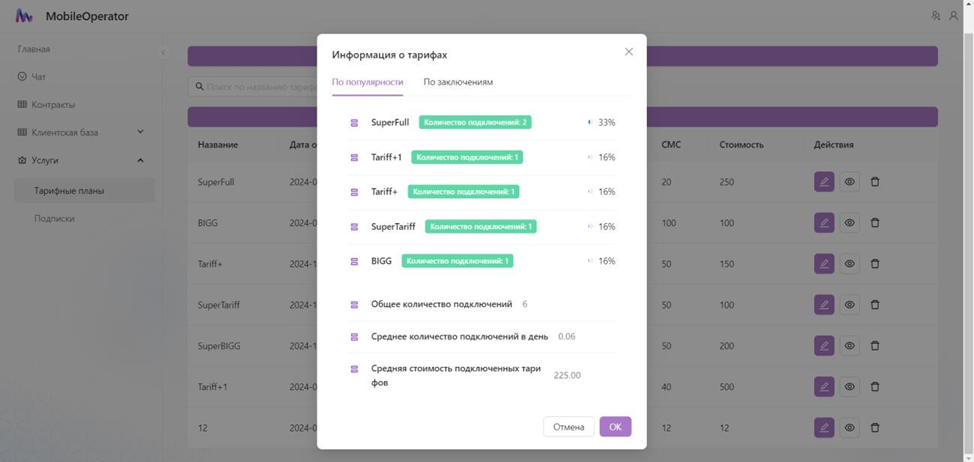 MobileOperator
Главная
Чат
Контракты
Клиентская база
Услуги
Тарифные планы
Подписки
Поиск по названию тарифа
Название
Дата о
СМС
Стоимость
Действия
SuperFull
2024-0
20
250
BIGG
2024-0
100
100
Tariff+
2024-1
50
150
SuperTariff
2024-1
50
100
SuperBIGG
2024-1
50
200
Tariff+1
2024-1
40
500
12
2024-0
12
12
Информация о тарифах
По популярности
По заключениям
SuperFull
Количество подключений: 2
33%
Tariff+1
Количество подключений: 1
16%
Tariff+
Количество подключений: 1
16%
SuperTariff
Количество подключений: 1
16%
BIGG
Количество подключений: 1
16%
Общее количество подключений
6
Среднее количество подключений в день
0.06
Средняя стоимость подключенных тари
фов
225.00
Отмена
OK